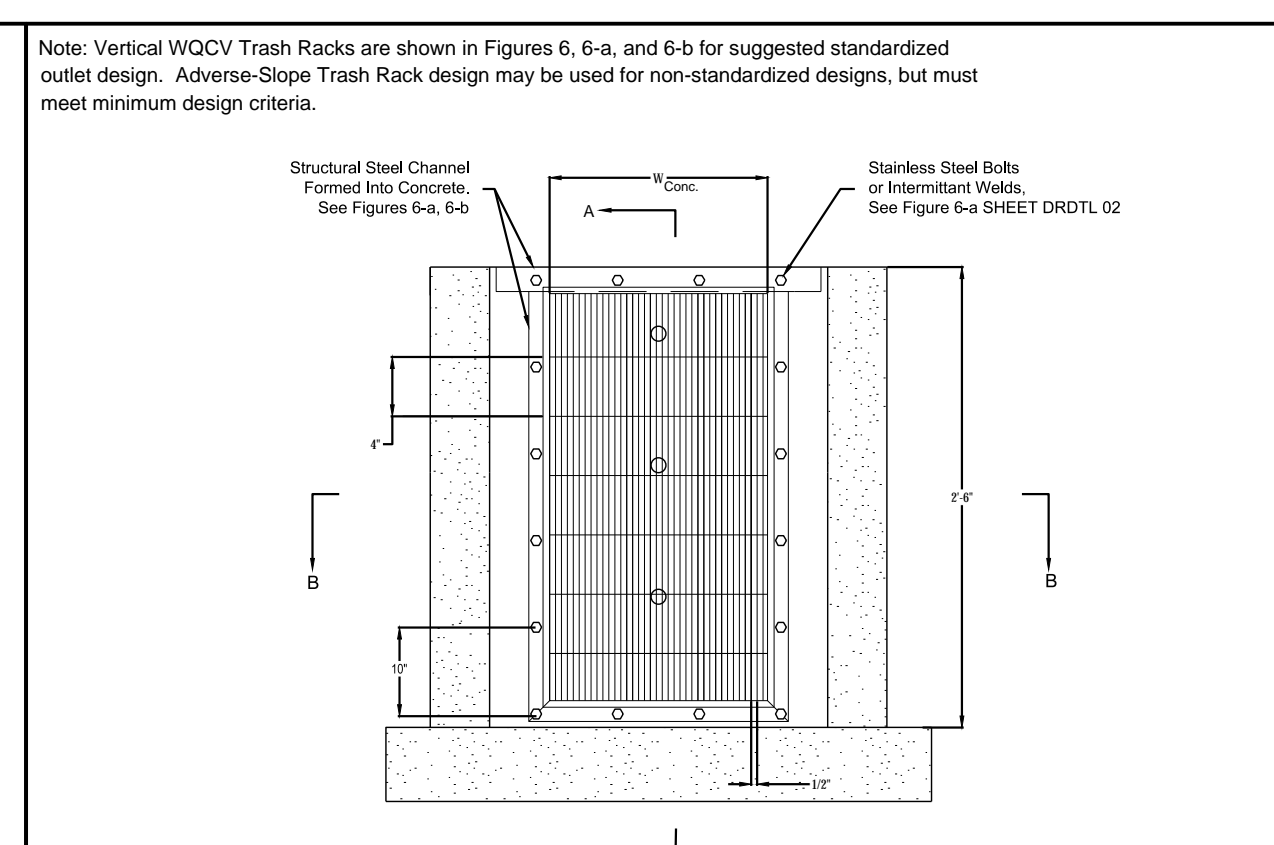 Note: Vertical WQCV Trash Racks are shown in Figures 6, 6-a, and 6-b for suggested standardized
outlet design. Adverse-Slope Trash Rack design may be used for non-standardized designs, but must
meet minimum design criteria.
Structural Steel Channel
Formed Into Concrete.
See Figures 6-a, 6-b
W Conc.
A
Stainless Steel Bolts
or Intermittant Welds,
See Figure 6-a SHEET DRDTL 02
4"
2'-6"
B
B
10"
1/2"